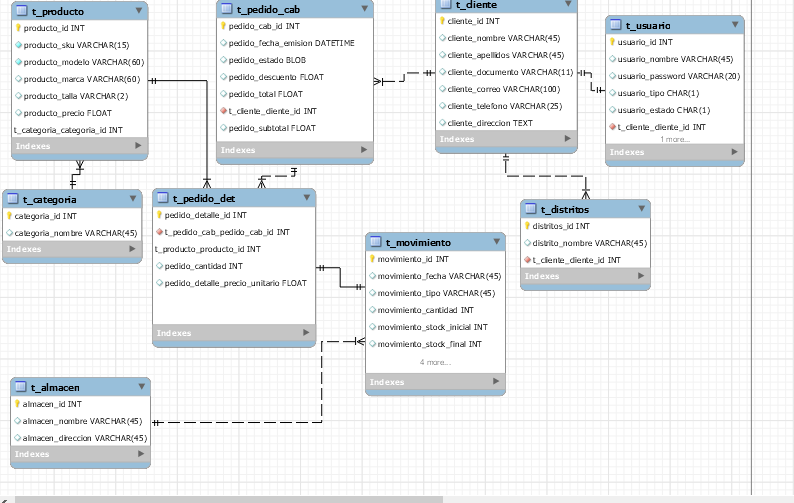 t_producto
producto_id INT
producto_sku VARCHAR(15)
producto_modelo VARCHAR(60)
producto_marca VARCHAR(60)
producto_talla VARCHAR(2)
producto_precio FLOAT
t_categoria_categoria_id INT
Indexes
t_pedido_cab
pedido_cab_id INT
pedido_fecha_emision DATETIME
pedido_estado BLOB
pedido_descuento FLOAT
pedido_total FLOAT
t_cliente_diente_id INT
pedido_subtotal FLOAT
Indexes
t_cliente
cliente_id INT
cliente_nombre VARCHAR(45)
cliente_apellidos VARCHAR(45)
cliente_documento VARCHAR(11)
cliente_correo VARCHAR(100)
cliente_telefono VARCHAR(25)
cliente_direccion TEXT
Indexes
t_usuario
usuario_id INT
usuario_nombre VARCHAR(45)
usuario_password VARCHAR(20)
usuario_tipo CHAR(1)
usuario_estado CHAR(1)
t_cliente_diente_id INT
1 more...
Indexes
t_categoria
categoria_id INT
categoria_nombre VARCHAR(45)
Indexes
t_pedido_det
pedido_detalle_id INT
t_pedido_cab_pedido_cab_id INT
t_producto_producto_id INT
pedido_cantidad INT
pedido_detalle_precio_unitario FLOAT
Indexes
t_movimiento
movimiento_id INT
movimiento_fecha VARCHAR(45)
movimiento_tipo VARCHAR(45)
movimiento_cantidad INT
movimiento_stock_inicial INT
movimiento_stock_final INT
4 more...
Indexes
t_distritos
distritos_id INT
distrito_nombre VARCHAR(45)
t_cliente_diente_id INT
Indexes
t_almacen
almacen_id INT
almacen_nombre VARCHAR(45)
almacen_direccion VARCHAR(45)
Indexes